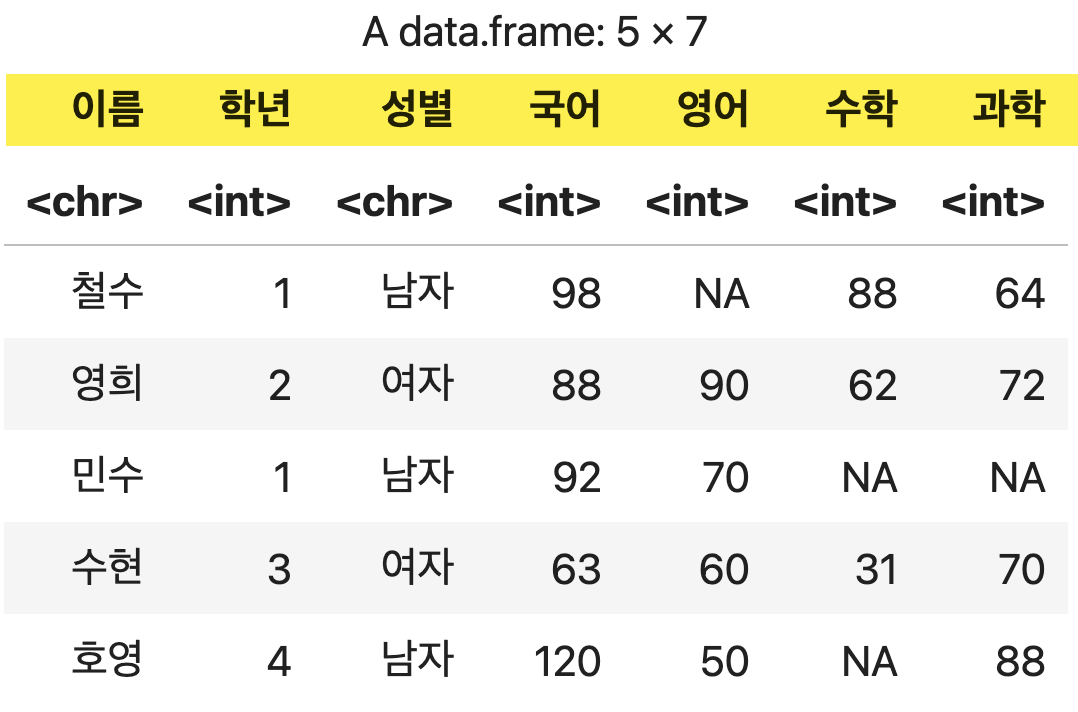 A data.frame: 5 × 7
이름 학년 성별 국어 영어 수학 과학
<chr> <int> <chr> <int> <int> <int> <int>
철수 1 남자 98 NA 88 64
영희 2 여자 88 90 62 72
민수 1 남자 92 70 NA NA
수현 3 여자 63 60 31 70
호영 4 남자 120 50 NA 88